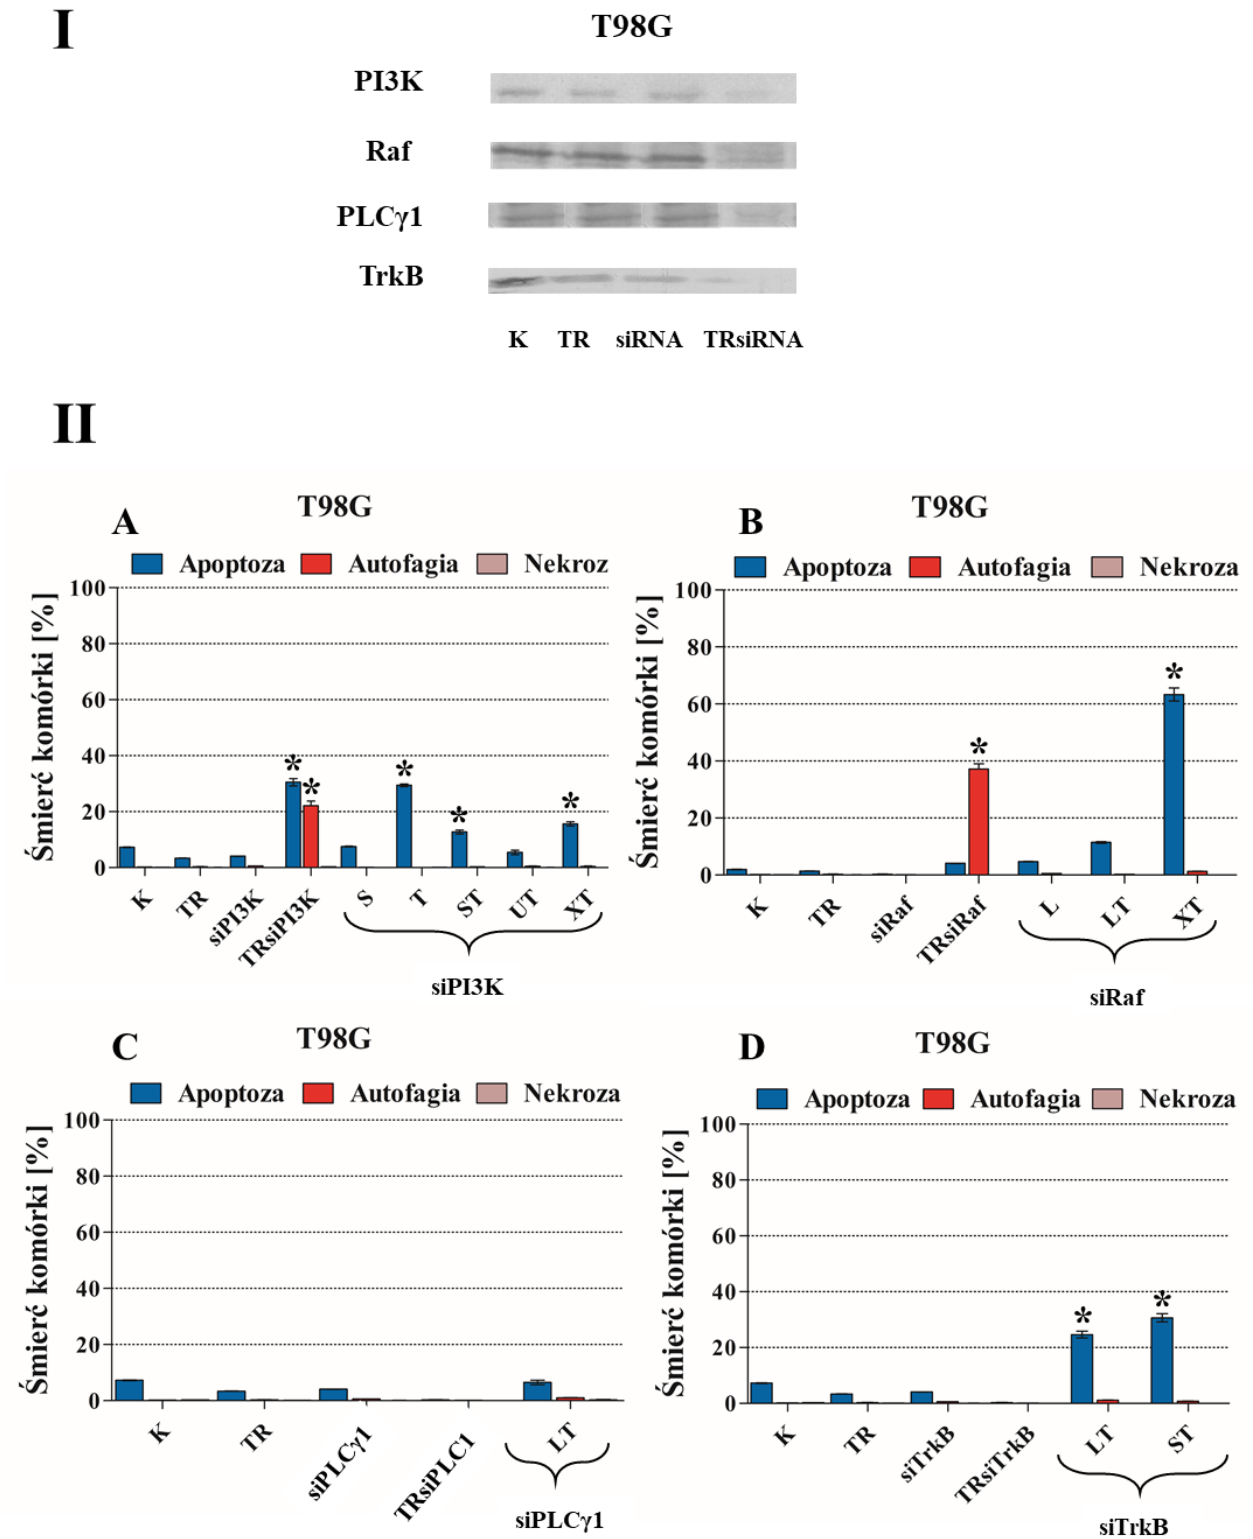 I
T98G
PI3K
Raf
PLCγ1
TrkB
K TR siRNA TRsiRNA
II
A
T98G
Apoptoza Autofagia Nekroz
Śmierć komórki [%]
100
80
60
40
20
0
* * * * *
K TR siPI3K TRsiPI3K S T ST UT XT
siPI3K
B
T98G
Apoptoza Autofagia Nekroza
Śmierć komórki [%]
100
80
60
40
20
0
* *
K TR siRaf TRsiRaf L LT XT
siRaf
C
T98G
Apoptoza Autofagia Nekroza
Śmierć komórki [%]
100
80
60
40
20
0
K TR siPLCγ1 TRsiPLC1 LT
siPLCγ1
D
T98G
Apoptoza Autofagia Nekroza
Śmierć komórki [%]
100
80
60
40
20
0
* *
K TR siTrkB TRsiTrkB LT ST
siTrkB